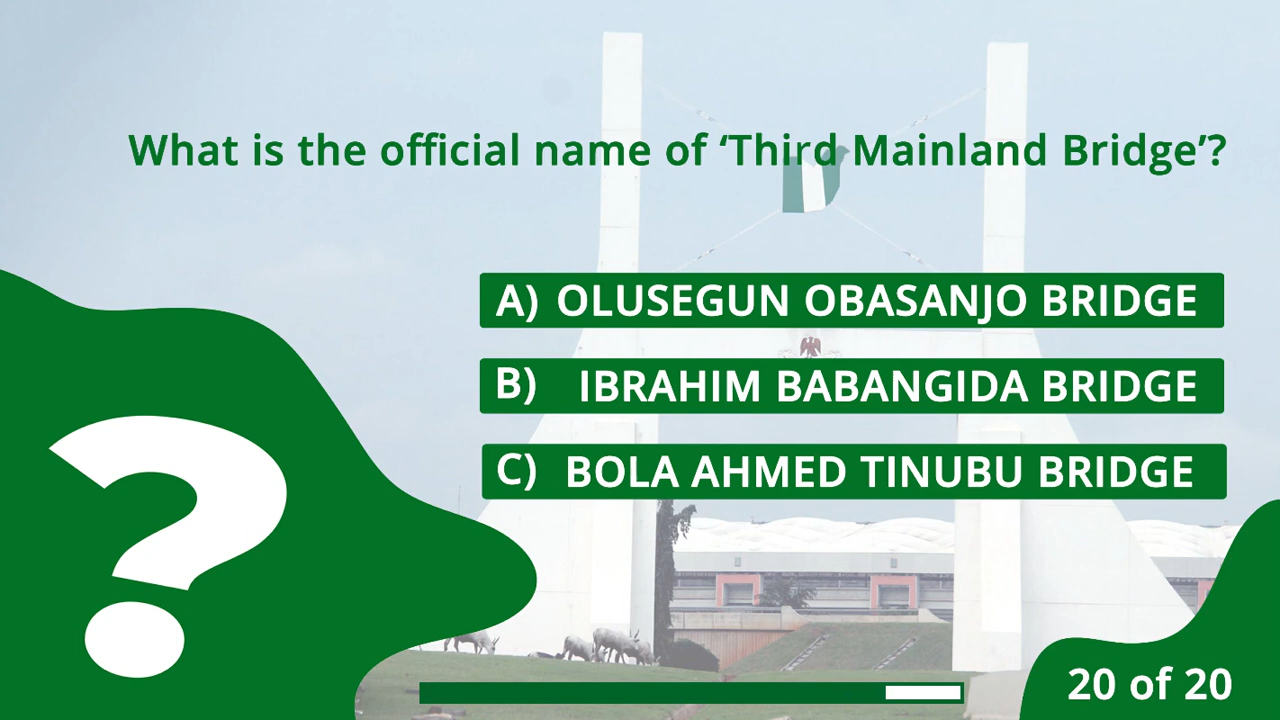 What is the official name of ‘Third Mainland Bridge’?
A) OLUSEGUN OBASANJO BRIDGE
B) IBRAHIM BABANGIDA BRIDGE
C) BOLA AHMED TINUBU BRIDGE
?
20 of 20